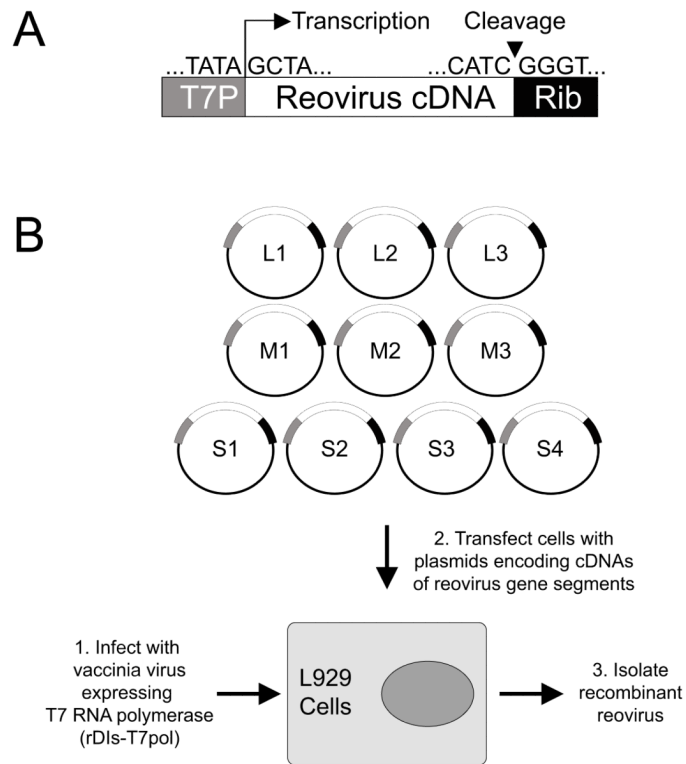 A
Transcription
Cleavage
...TATA GCTA...
...CATC GGGT...
T7P
Reovirus cDNA
Rib
B
L1
L2
L3
M1
M2
M3
S1
S2
S3
S4
2. Transfect cells with
plasmids encoding cDNAs
of reovirus gene segments
1. Infect with
vaccinia virus
expressing
T7 RNA polymerase
(rDIs-T7pol)
L929
Cells
3. Isolate
recombinant
reovirus